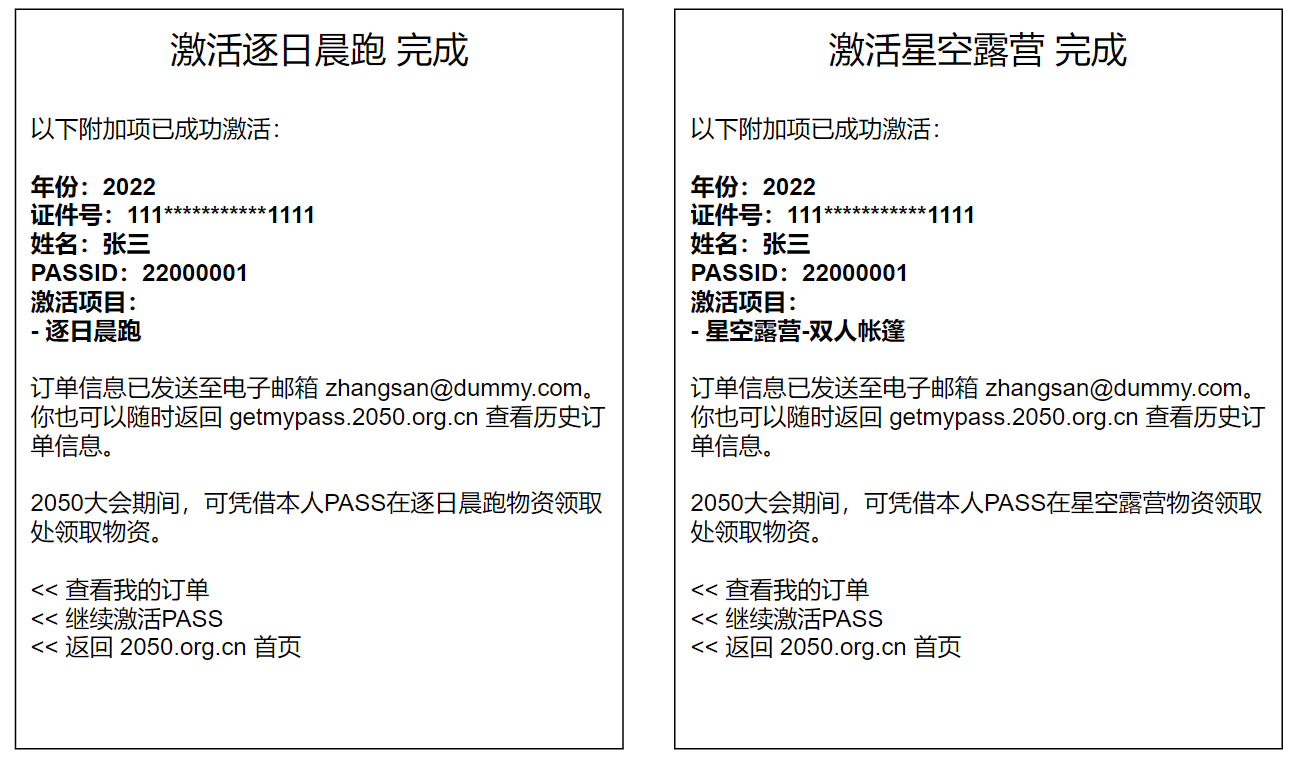 激活逐日晨跑 完成
以下附加项已成功激活：
年份：2022
证件号：111***********1111
姓名：张三
PASSID：22000001
激活项目：
- 逐日晨跑
订单信息已发送至电子邮箱 zhangsan@dummy.com。
你也可以随时返回 getmypass.2050.org.cn 查看历史订
单信息。
2050大会期间，可凭借本人PASS在逐日晨跑物资领取
处领取物资。
<< 查看我的订单
<< 继续激活PASS
<< 返回 2050.org.cn 首页
激活星空露营 完成
以下附加项已成功激活：
年份：2022
证件号：111***********1111
姓名：张三
PASSID：22000001
激活项目：
- 星空露营-双人帐篷
订单信息已发送至电子邮箱 zhangsan@dummy.com。
你也可以随时返回 getmypass.2050.org.cn 查看历史订
单信息。
2050大会期间，可凭借本人PASS在星空露营物资领取
处领取物资。
<< 查看我的订单
<< 继续激活PASS
<< 返回 2050.org.cn 首页